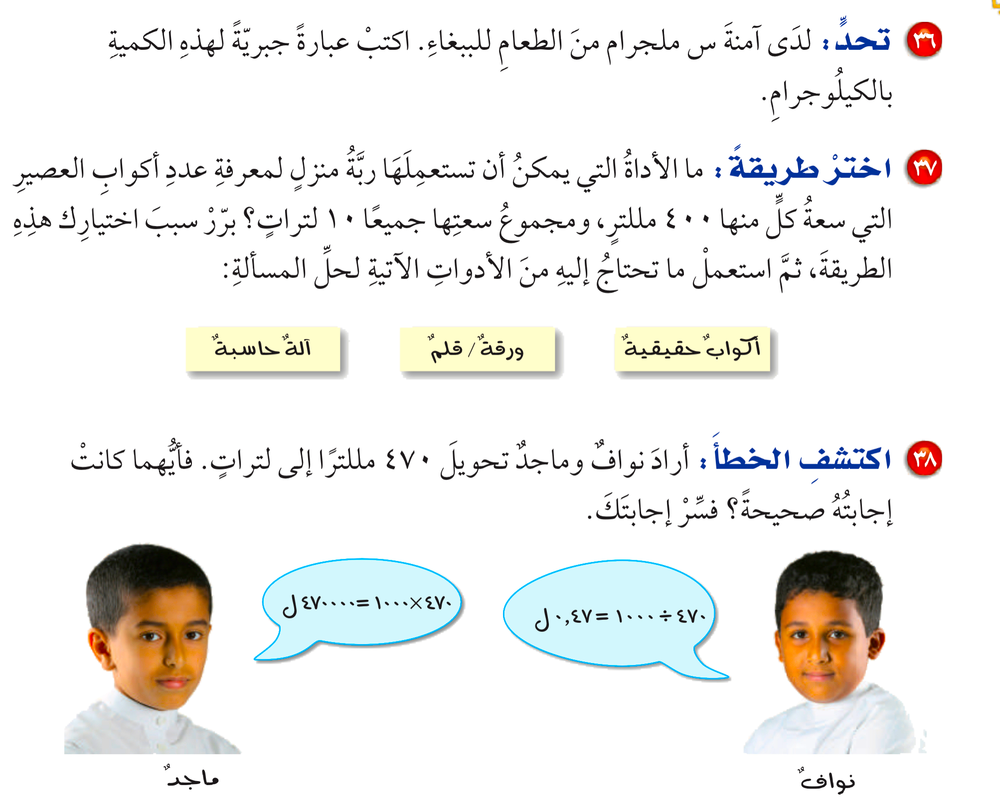 ٣٦ تحدٍّ: لدَى آمنةَ س ملجرام منَ الطعامِ للببغاءِ. اكتبْ عبارةً جبريّةً لهذهِ الكميةِ
بالكيلُوجرامِ.
٣٧ اخترْ طريقةً: ما الأداةُ التي يمكنُ أن تستعمِلَهَا ربَّةُ منزلٍ لمعرفةِ عددِ أكوابِ العصيرِ
التي سعةُ كلٍّ منها ٤٠٠ مللترٍ، ومجموعُ سعتِها جميعًا ١٠ لتراتٍ؟ برّرْ سببَ اختيارِك هذِهِ
الطريقةَ، ثمَّ استعملْ ما تحتاجُ إليهِ منَ الأدواتِ الآتيةِ لحلِّ المسألةِ:
أكوابٌ حقيقيةٌ
ورقةٌ / قلمٌ
آلةٌ حاسبةٌ
٣٨ اكتشفِ الخطأَ: أرادَ نوافٌ وماجدٌ تحويلَ ٤٧٠ مللترًا إلى لتراتٍ. فأيُّهما كانتْ
إجابتُهُ صحيحةً؟ فسِّرْ إجابتَكَ.
٤٧٠ ÷ ١٠٠٠ = ٠,٤٧ ل
٤٧٠ × ١٠٠٠ = ٤٧٠٠٠٠ ل
نوافٌ
ماجدٌ